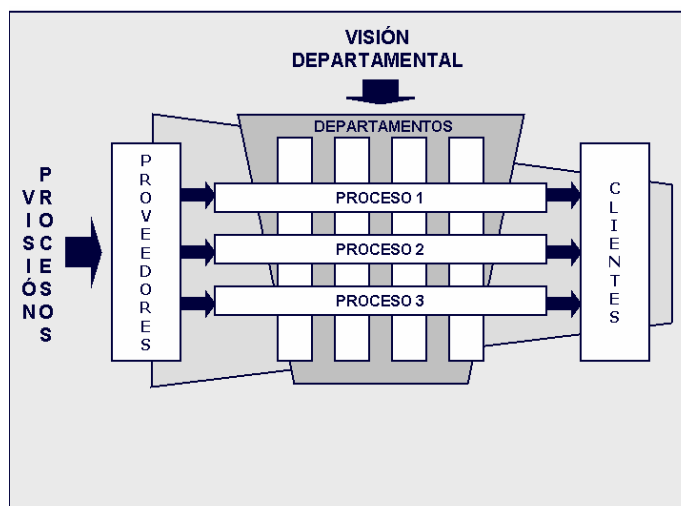 VISIÓN
DEPARTAMENTAL
DEPARTAMENTOS
VISIÓN
PROCESOS
PROVEEDORES
PROCESO 1
PROCESO 2
PROCESO 3
CLIENTES